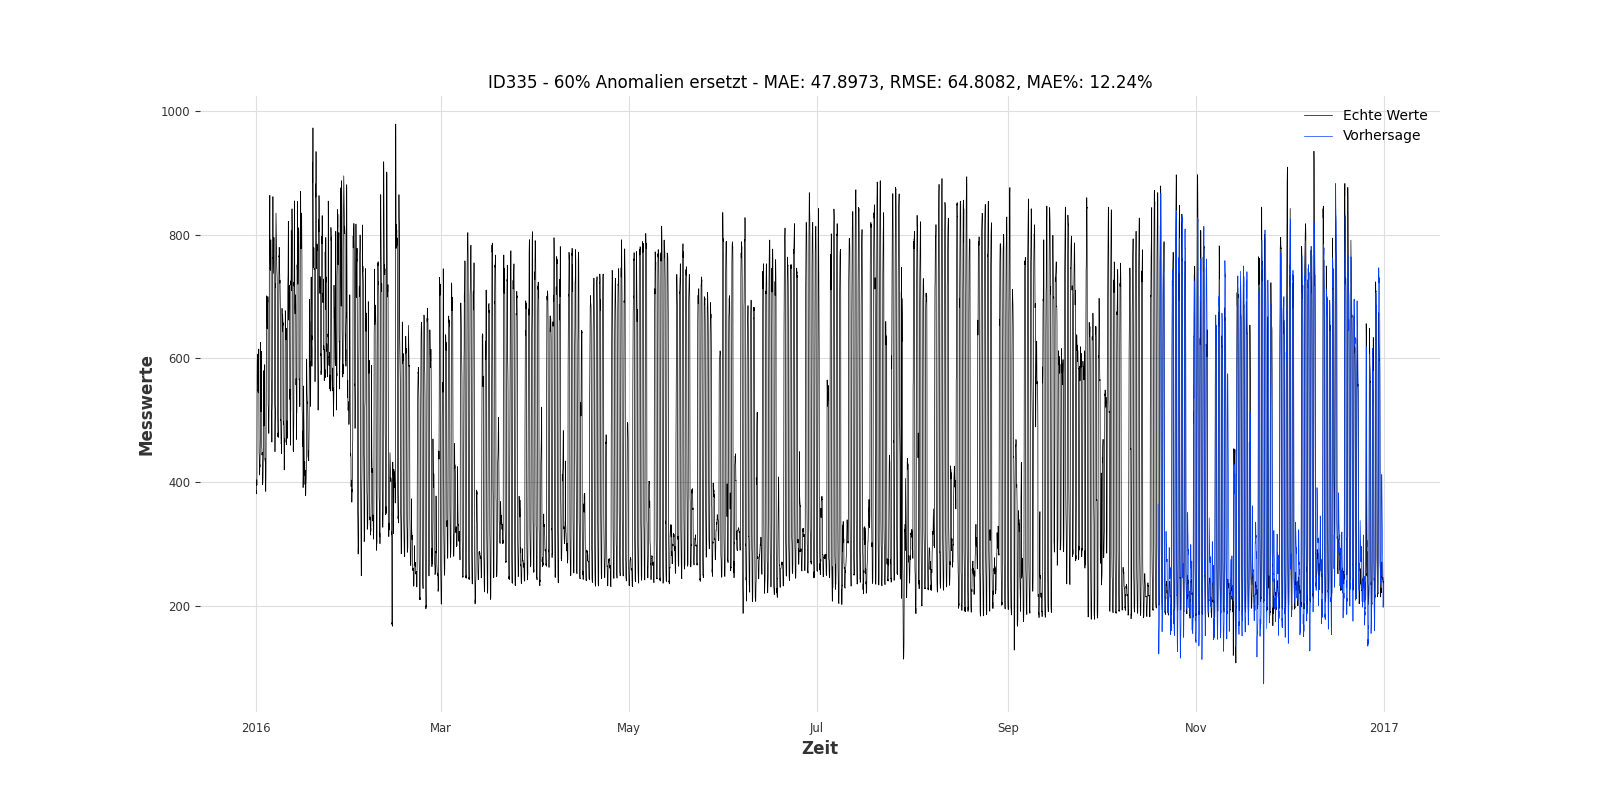 ID335 - 60% Anomalien ersetzt - MAE: 47.8973, RMSE: 64.8082, MAE%: 12.24%
1000
800
600
400
200
Messwerte
Echte Werte
Vorhersage
2016
Mar
May
Jul
Sep
Nov
2017
Zeit